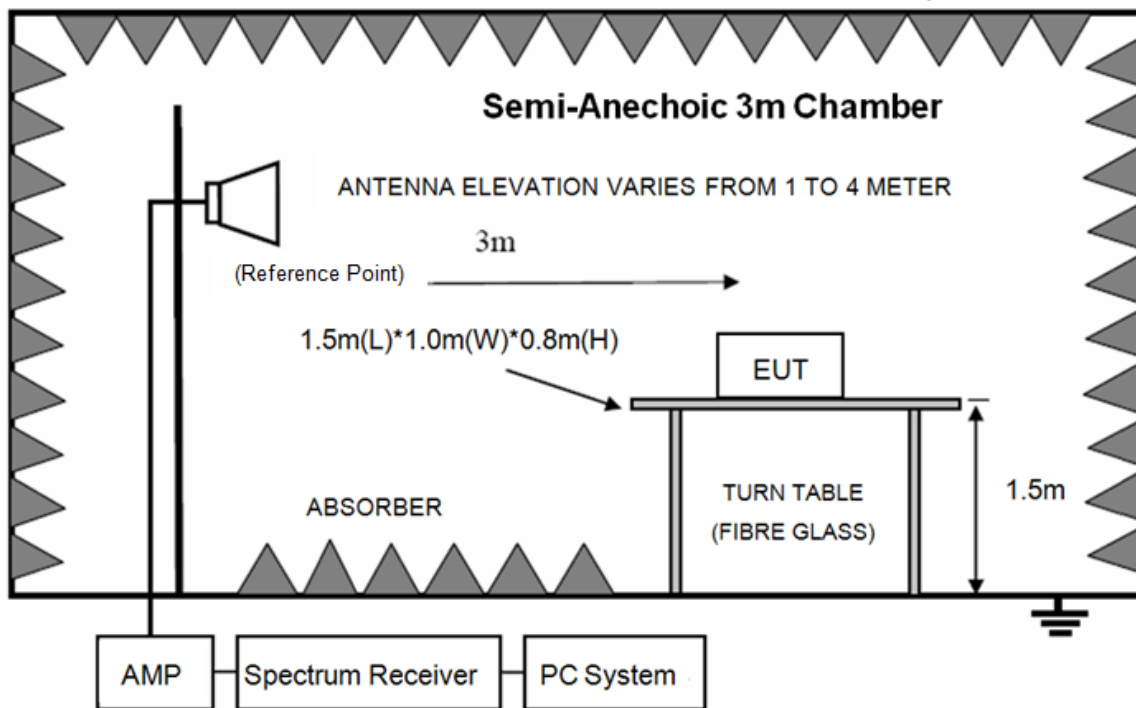 Semi-Anechoic 3m Chamber
ANTENNA ELEVATION VARIES FROM 1 TO 4 METER
3m
(Reference Point)
1.5m(L)*1.0m(W)*0.8m(H)
EUT
TURN TABLE
(FIBRE GLASS)
1.5m
ABSORBER
AMP
Spectrum Receiver
PC System